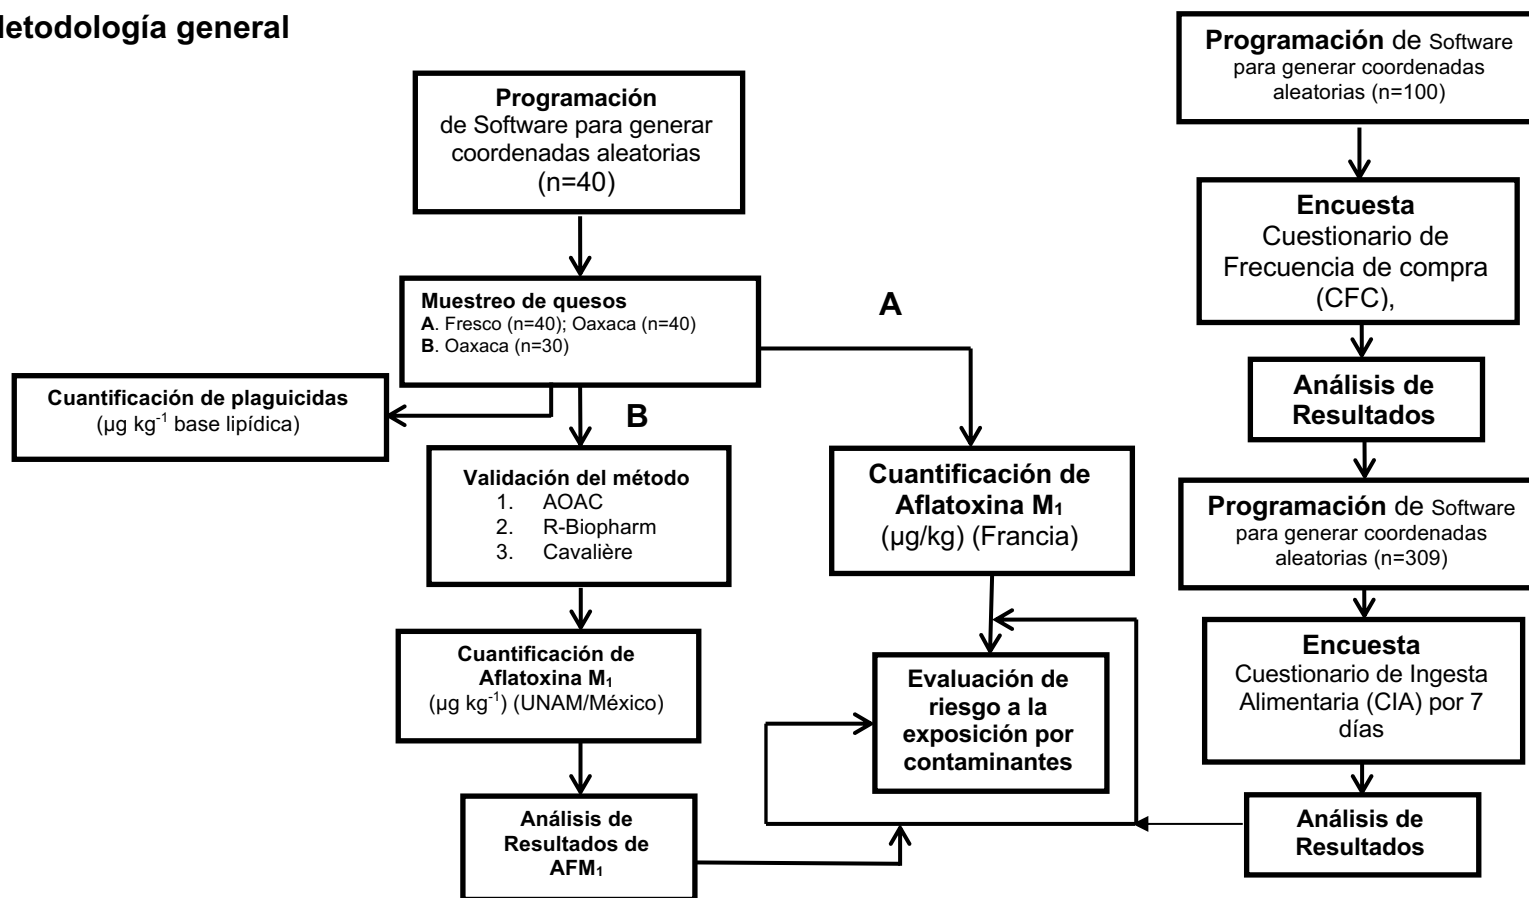 Metodología general
Programación
de Software para generar
coordenadas aleatorias
(n=40)
Muestreo de quesos
A. Fresco (n=40); Oaxaca (n=40)
B. Oaxaca (n=30)
A
B
Cuantificación de plaguicidas
(µg kg⁻¹ base lipídica)
Validación del método
1. AOAC
2. R-Biopharm
3. Cavalière
Cuantificación de
Aflatoxina M₁
(µg kg⁻¹) (UNAM/México)
Análisis de
Resultados de
AFM₁
Cuantificación de
Aflatoxina M₁
(µg/kg) (Francia)
Evaluación de
riesgo a la
exposición por
contaminantes
Programación de Software
para generar coordenadas
aleatorias (n=100)
Encuesta
Cuestionario de
Frecuencia de compra
(CFC),
Análisis de
Resultados
Programación de Software
para generar coordenadas
aleatorias (n=309)
Encuesta
Cuestionario de Ingesta
Alimentaria (CIA) por 7
días
Análisis de
Resultados